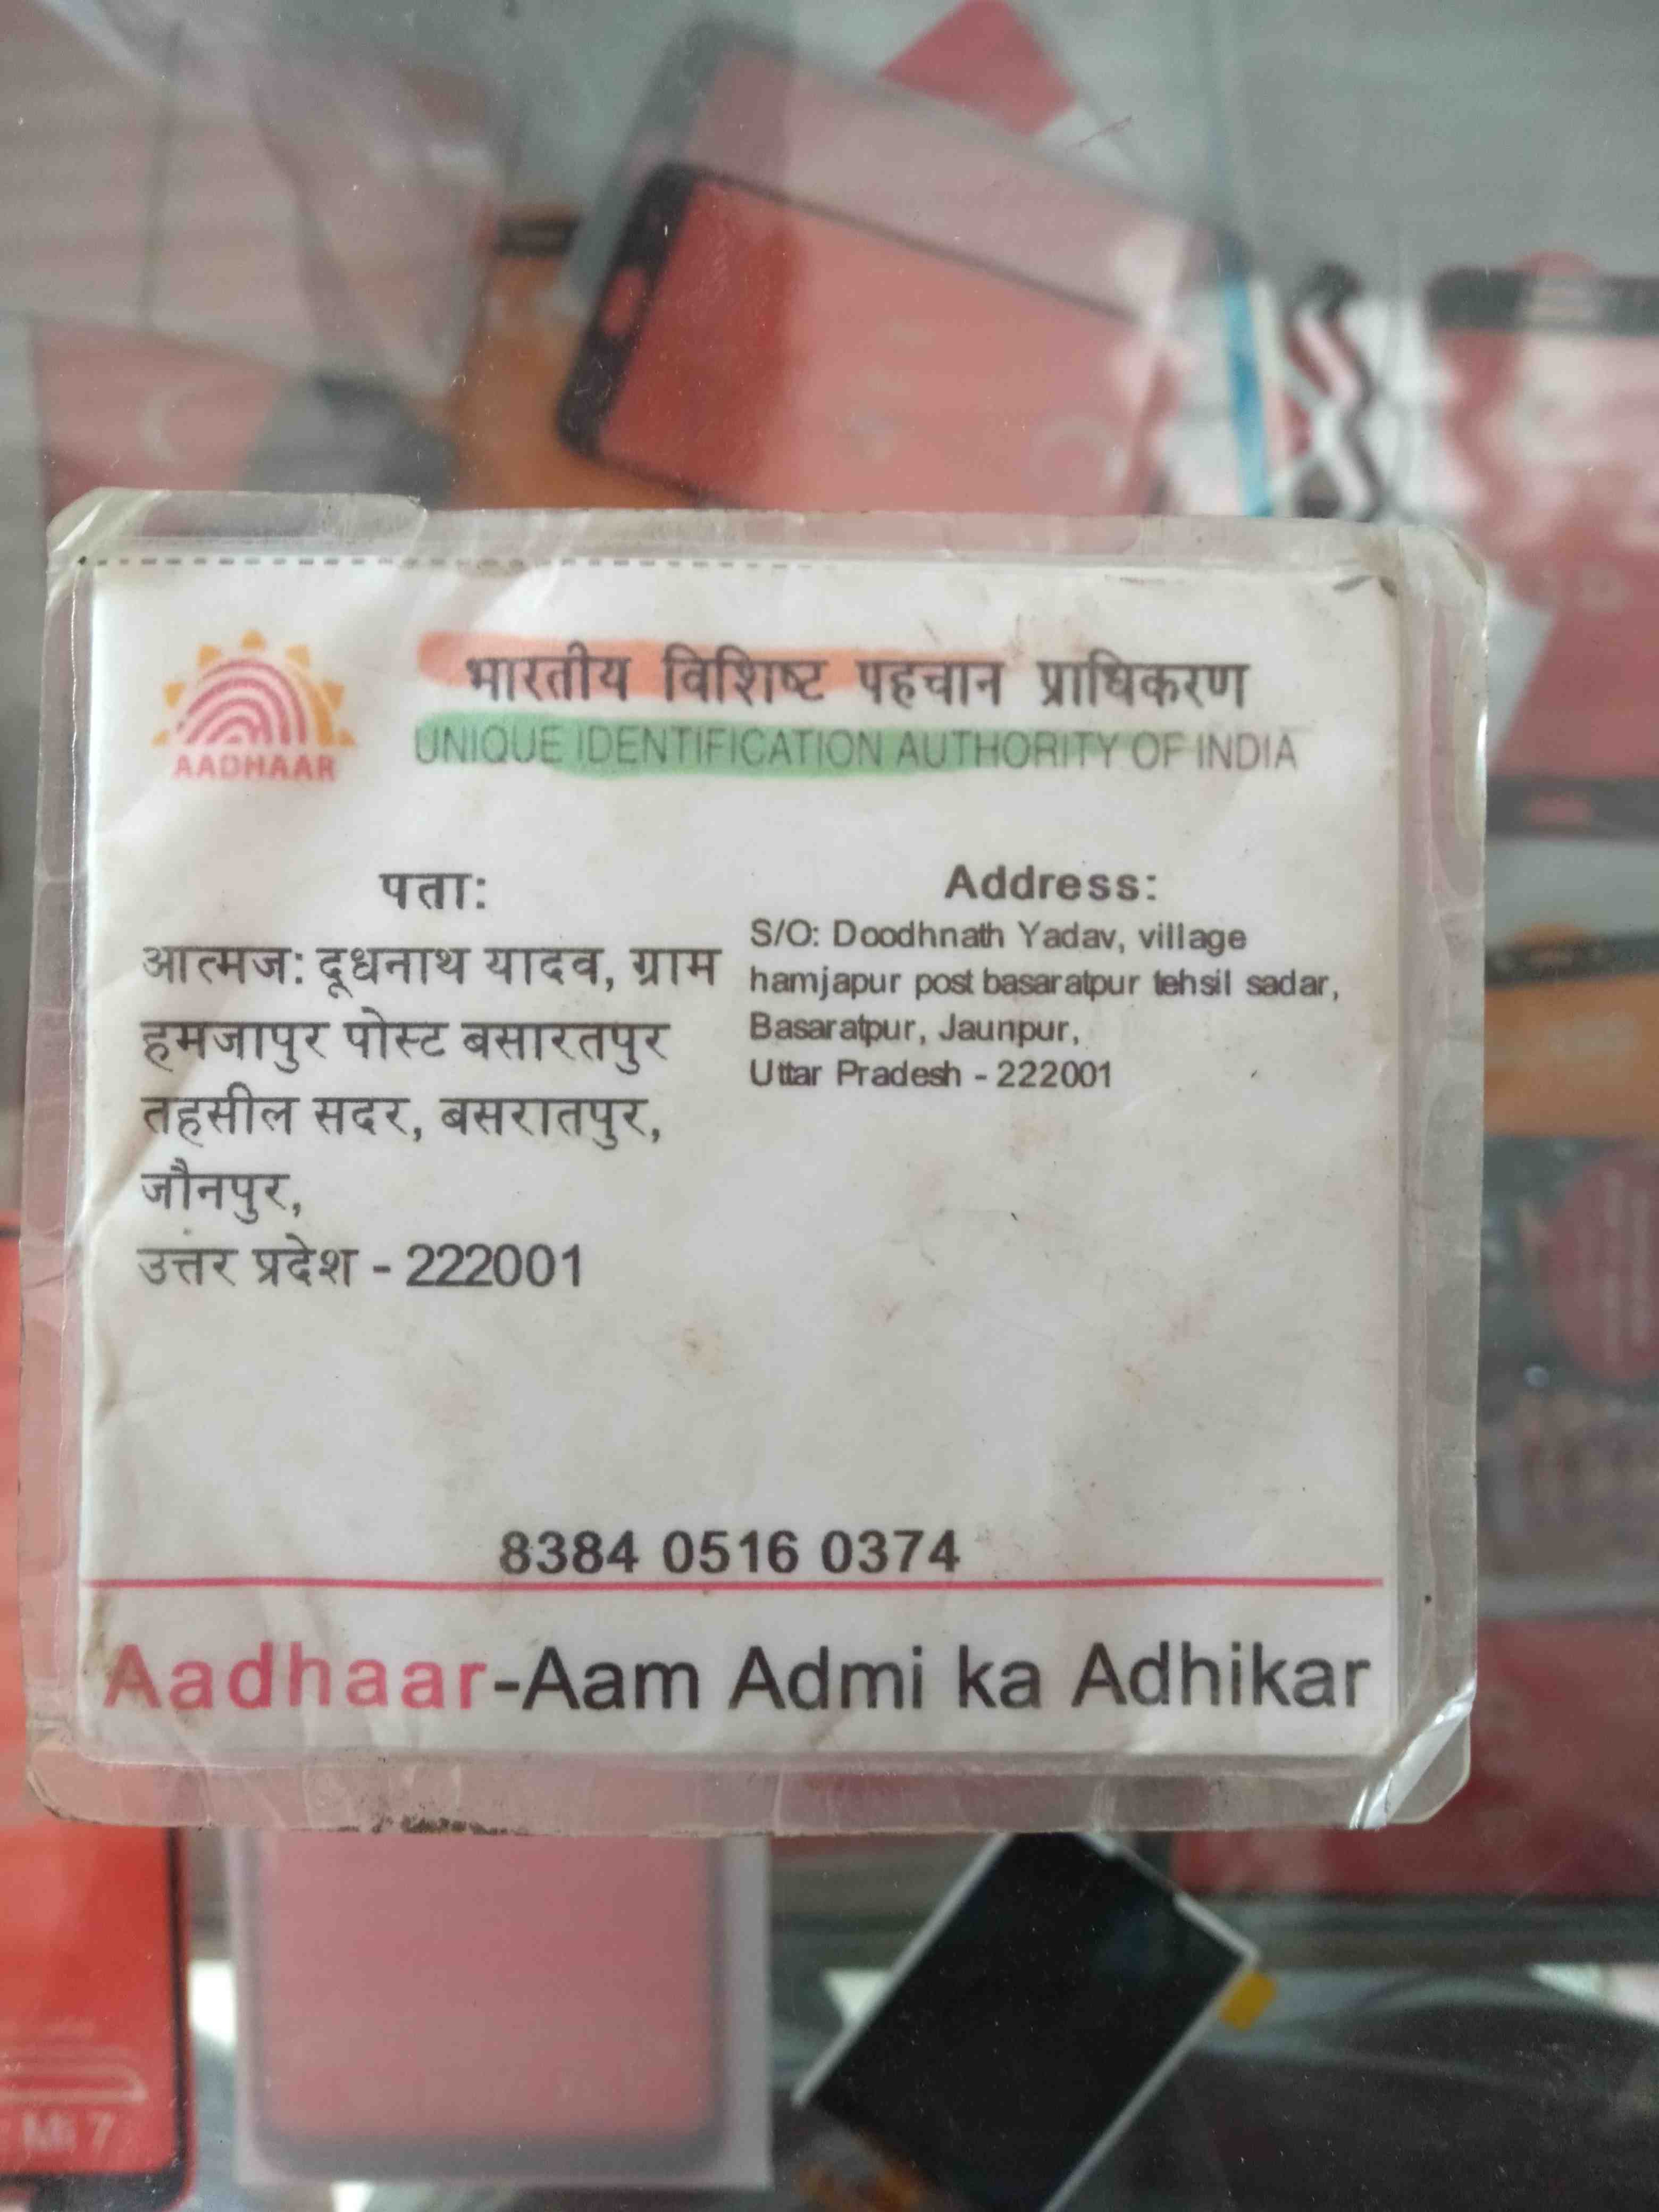 भारतीय विशिष्ट पहचान प्राधिकरण
UNIQUE IDENTIFICATION AUTHORITY OF INDIA
AADHAAR
पता:
आत्मज: दूधनाथ यादव, ग्राम
हमजापुर पोस्ट बसारतपुर
तहसील सदर, बसरातपुर,
जौनपुर,
उत्तर प्रदेश - 222001
Address:
S/O: Doodhnath Yadav, village
hamjapur post basaratpur tehsil sadar,
Basaratpur, Jaunpur,
Uttar Pradesh - 222001
8384 0516 0374
Aadhaar-Aam Admi ka Adhikar
Mi 7